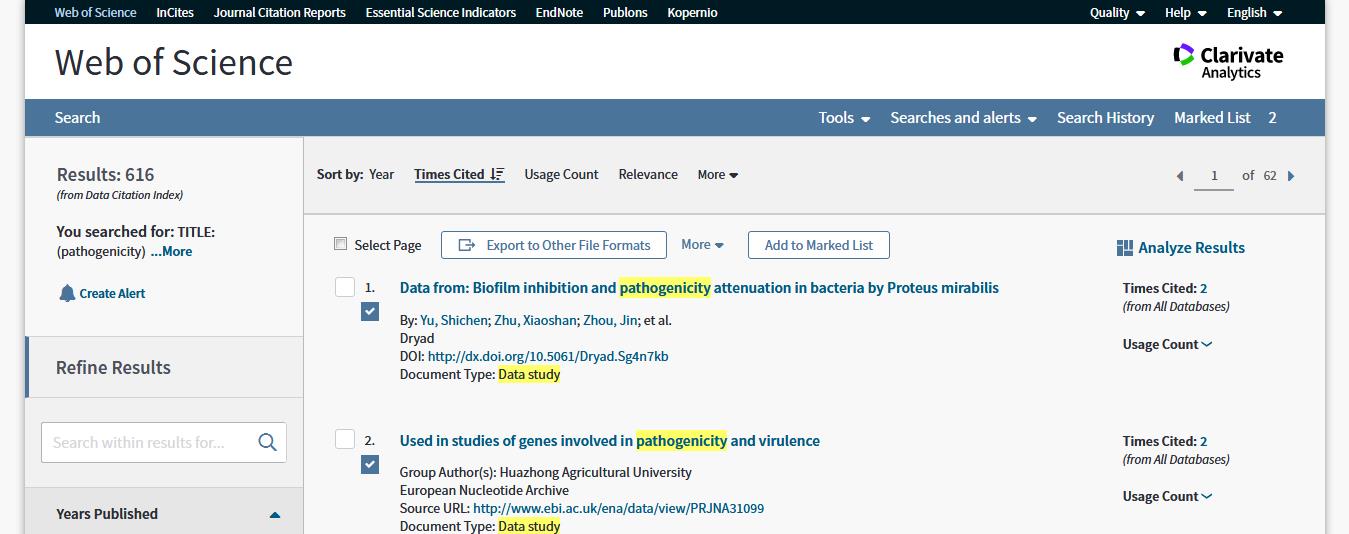 Web of Science InCites Journal Citation Reports Essential Science Indicators EndNote Publons Kopernio Quality Help English
Web of Science
Clarivate
Analytics
Search Tools Searches and alerts Search History Marked List 2
Results: 616
(from Data Citation Index)
You searched for: TITLE:
(pathogenicity) ...More
Create Alert
Refine Results
Search within results for...
Years Published
Sort by: Year Times Cited Usage Count Relevance More
1 of 62
Select Page Export to Other File Formats More Add to Marked List
Analyze Results
1. Data from: Biofilm inhibition and pathogenicity attenuation in bacteria by Proteus mirabilis
By: Yu, Shichen; Zhu, Xiaoshan; Zhou, Jin; et al.
Dryad
DOI: http://dx.doi.org/10.5061/Dryad.Sg4n7kb
Document Type: Data study
Times Cited: 2
(from All Databases)
Usage Count
2. Used in studies of genes involved in pathogenicity and virulence
Group Author(s): Huazhong Agricultural University
European Nucleotide Archive
Source URL: http://www.ebi.ac.uk/ena/data/view/PRJNA31099
Document Type: Data study
Times Cited: 2
(from All Databases)
Usage Count